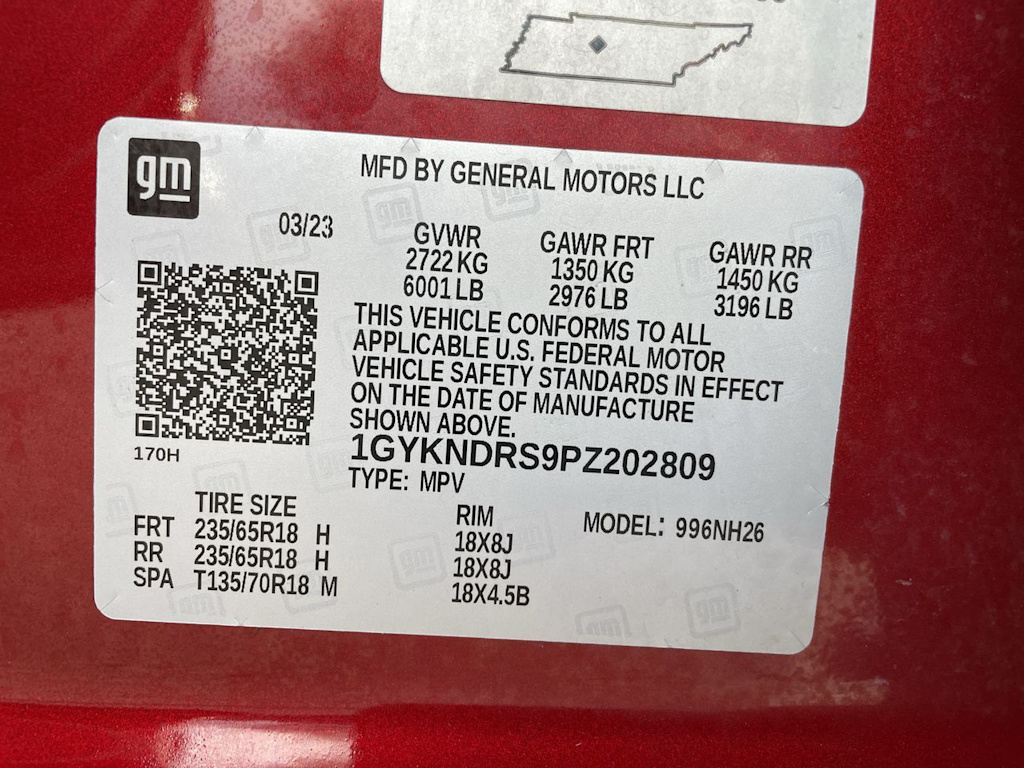 gm
MFD BY GENERAL MOTORS LLC
03/23
GVWR GAWR FRT GAWR RR
2722 KG 1350 KG 1450 KG
6001 LB 2976 LB 3196 LB
THIS VEHICLE CONFORMS TO ALL
APPLICABLE U.S. FEDERAL MOTOR
VEHICLE SAFETY STANDARDS IN EFFECT
ON THE DATE OF MANUFACTURE
SHOWN ABOVE.
170H
1GYKNDRS9PZ202809
TYPE: MPV
TIRE SIZE RIM MODEL: 996NH26
FRT 235/65R18 H 18X8J
RR 235/65R18 H 18X8J
SPA T135/70R18 M 18X4.5B